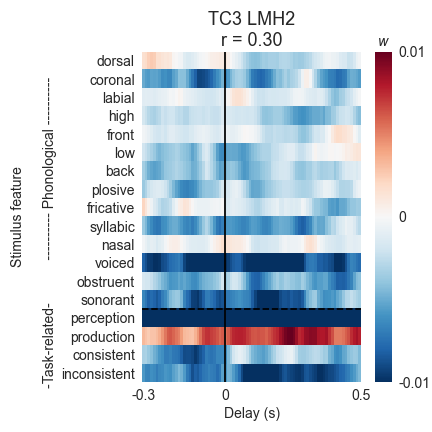 TC3 LMH2
r = 0.30
w
dorsal
coronal
labial
high
front
low
back
plosive
fricative
syllabic
nasal
voiced
obstruent
sonorant
perception
production
consistent
inconsistent
Stimulus feature
---------- Phonological ----------
-Task-related-
0.01
0
-0.01
-0.3 0 0.5
Delay (s)